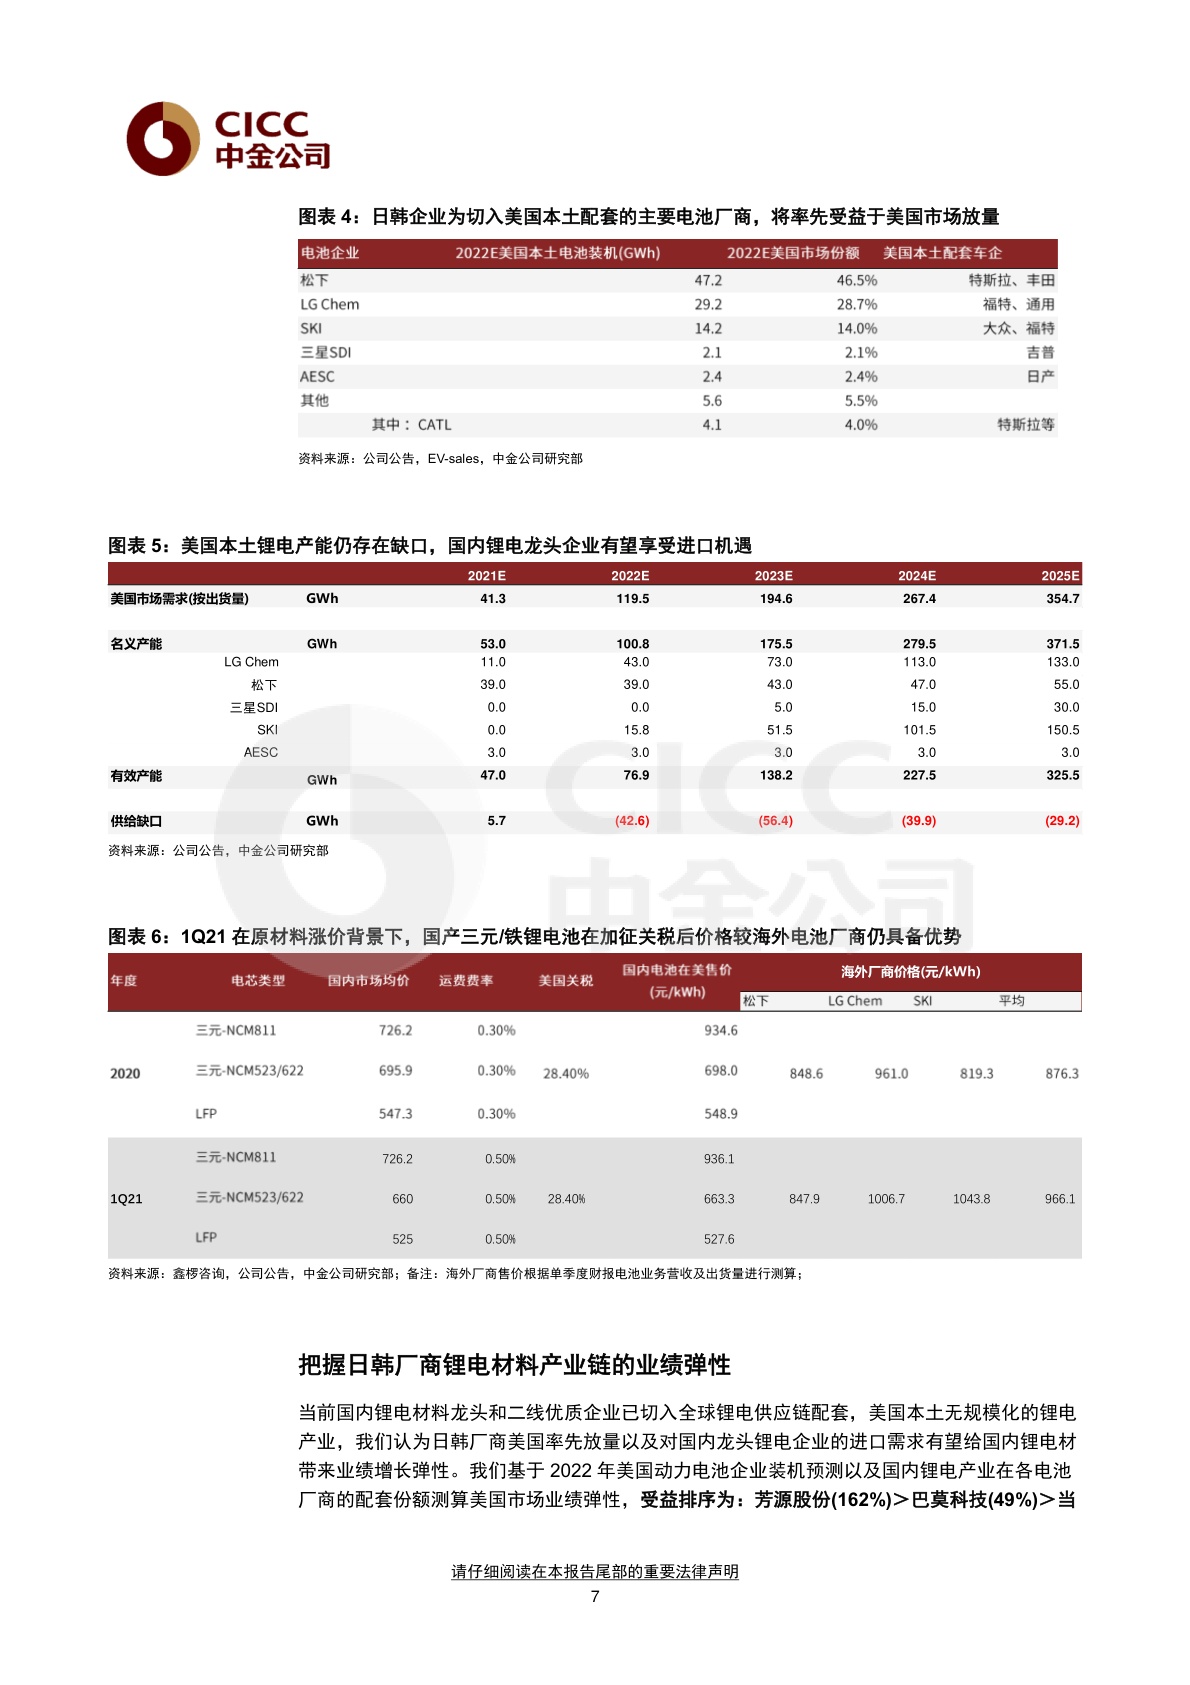 CICC
中金公司
图表 4：日韩企业为切入美国本土配套的主要电池厂商，将率先受益于美国市场放量
电池企业 2022E美国本土电池装机(GWh) 2022E美国市场份额 美国本土配套车企
松下 47.2 46.5% 特斯拉、丰田
LG Chem 29.2 28.7% 福特、通用
SKI 14.2 14.0% 大众、福特
三星SDI 2.1 2.1% 吉普
AESC 2.4 2.4% 日产
其他 5.6 5.5%
其中： CATL 4.1 4.0% 特斯拉等
资料来源：公司公告，EV-sales，中金公司研究部
图表 5：美国本土锂电产能仍存在缺口，国内锂电龙头企业有望享受进口机遇
2021E 2022E 2023E 2024E 2025E
美国市场需求(按出货量) GWh 41.3 119.5 194.6 267.4 354.7
名义产能 GWh 53.0 100.8 175.5 279.5 371.5
LG Chem 11.0 43.0 73.0 113.0 133.0
松下 39.0 39.0 43.0 47.0 55.0
三星SDI 0.0 0.0 5.0 15.0 30.0
SKI 0.0 15.8 51.5 101.5 150.5
AESC 3.0 3.0 3.0 3.0 3.0
有效产能 GWh 47.0 76.9 138.2 227.5 325.5
供给缺口 GWh 5.7 (42.6) (56.4) (39.9) (29.2)
资料来源：公司公告，中金公司研究部
CICC
中金公司
图表 6：1Q21 在原材料涨价背景下，国产三元/铁锂电池在加征关税后价格较海外电池厂商仍具备优势
年度 电芯类型 国内市场均价 运费费率 美国关税 国内电池在美售价 海外厂商价格(元/kWh)
(元/kWh) 松下 LG Chem SKI 平均
三元-NCM811 726.2 0.30% 934.6
2020 三元-NCM523/622 695.9 0.30% 28.40% 698.0 848.6 961.0 819.3 876.3
LFP 547.3 0.30% 548.9
三元-NCM811 726.2 0.50% 936.1
1Q21 三元-NCM523/622 660 0.50% 28.40% 663.3 847.9 1006.7 1043.8 966.1
LFP 525 0.50% 527.6
资料来源：鑫椤咨询，公司公告，中金公司研究部；备注：海外厂商售价根据单季度财报电池业务营收及出货量进行测算；
把握日韩厂商锂电材料产业链的业绩弹性
当前国内锂电材料龙头和二线优质企业已切入全球锂电供应链配套，美国本土无规模化的锂电
产业，我们认为日韩厂商美国率先放量以及对国内龙头锂电企业的进口需求有望给国内锂电材
带来业绩增长弹性。我们基于 2022 年美国动力电池企业装机预测以及国内锂电产业在各电池
厂商的配套份额测算美国市场业绩弹性，受益排序为：芳源股份(162%)＞巴莫科技(49%)＞当
请仔细阅读在本报告尾部的重要法律声明
7